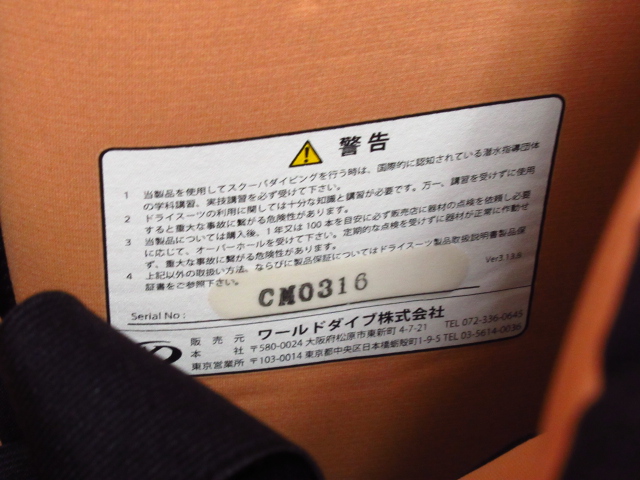 警告
1 当製品を使用してスクーバダイビングを行う時は、国際的に認知されている潜水指導団体
の学科講習、実技講習を必ず受けて下さい。
2 ドライスーツの利用に関しては十分な知識と講習が必要です。万一、講習を受けずに使用
すると重大な事故に繋がる危険性があります。
3 当製品については購入後、1年又は100本を目安に必ず販売店に器材の点検を依頼し必要
に応じて、オーバーホールを受けて下さい。定期的な点検を受けずに器材が正常に作動せ
ず、重大な事故に繋がる危険性があります。
4 上記以外の取扱い方法、ならびに製品保証についてはドライスーツ製品取扱説明書製品保
証書をご参照下さい。
Ver3.13.8
Serial No : CM0316
販売元 ワールドダイブ株式会社
本社 〒580-0024 大阪府松原市東新町 4-7-21 TEL 072-336-0645
東京営業所 〒103-0014 東京都中央区日本橋蛎殻町1-9-5 TEL 03-5614-0036